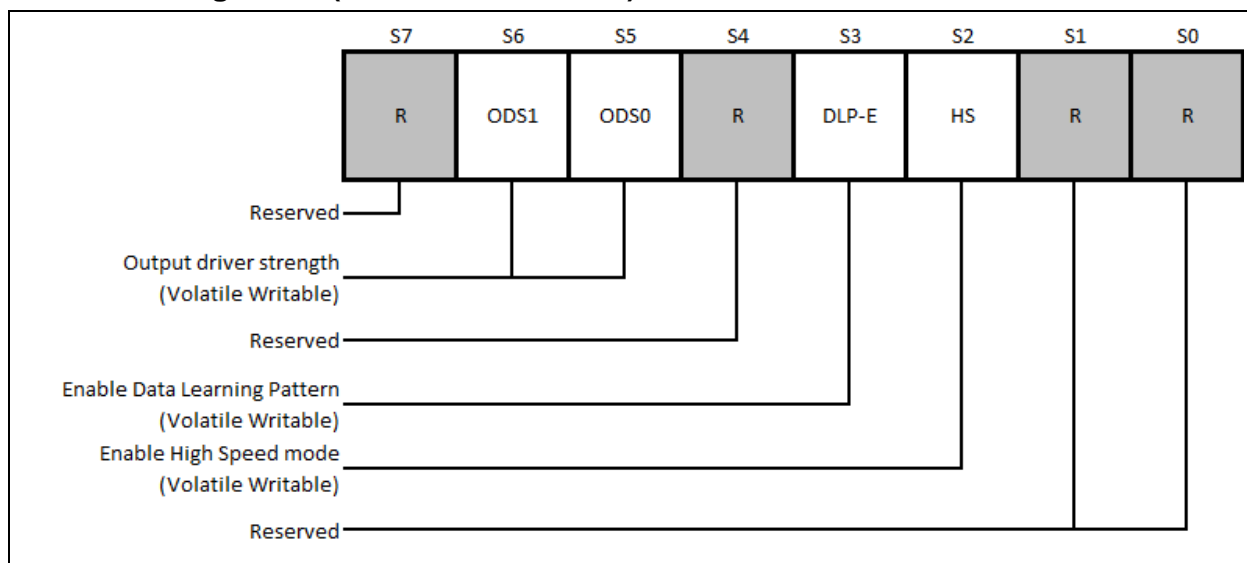 S7 S6 S5 S4 S3 S2 S1 S0
R ODS1 ODS0 R DLP-E HS R R
Reserved
Output driver strength
(Volatile Writable)
Reserved
Enable Data Learning Pattern
(Volatile Writable)
Enable High Speed mode
(Volatile Writable)
Reserved